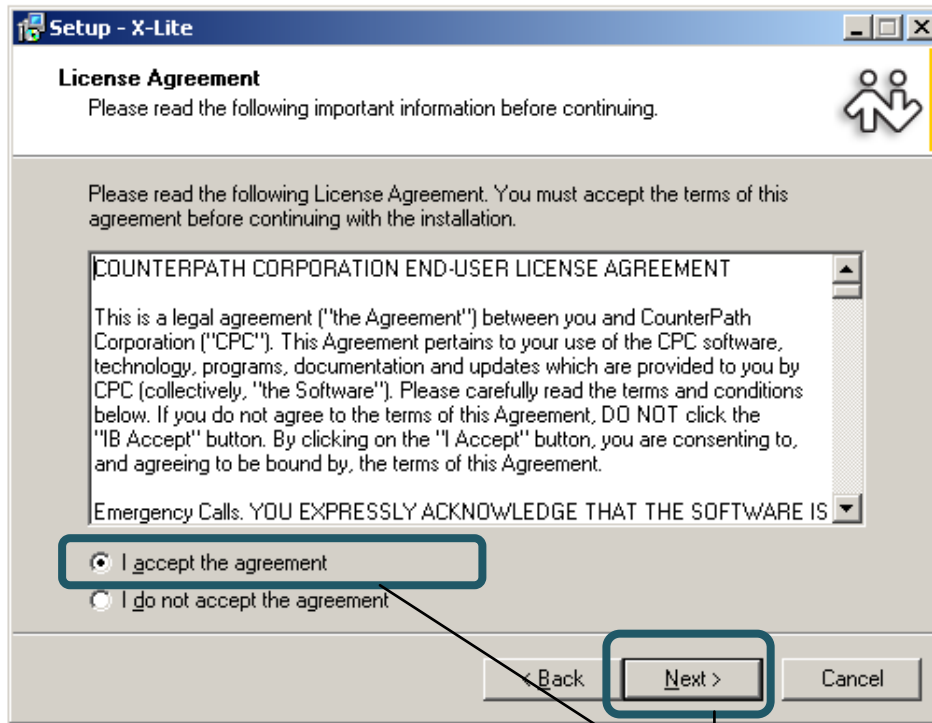 Setup - X-Lite
License Agreement
Please read the following important information before continuing.
Please read the following License Agreement. You must accept the terms of this
agreement before continuing with the installation.
COUNTERPATH CORPORATION END-USER LICENSE AGREEMENT
This is a legal agreement ("the Agreement") between you and CounterPath
Corporation ("CPC"). This Agreement pertains to your use of the CPC software,
technology, programs, documentation and updates which are provided to you by
CPC (collectively, "the Software"). Please carefully read the terms and conditions
below. If you do not agree to the terms of this Agreement, DO NOT click the
"IB Accept" button. By clicking on the "I Accept" button, you are consenting to,
and agreeing to be bound by, the terms of this Agreement.
Emergency Calls. YOU EXPRESSLY ACKNOWLEDGE THAT THE SOFTWARE IS
I accept the agreement
I do not accept the agreement
< Back Next > Cancel